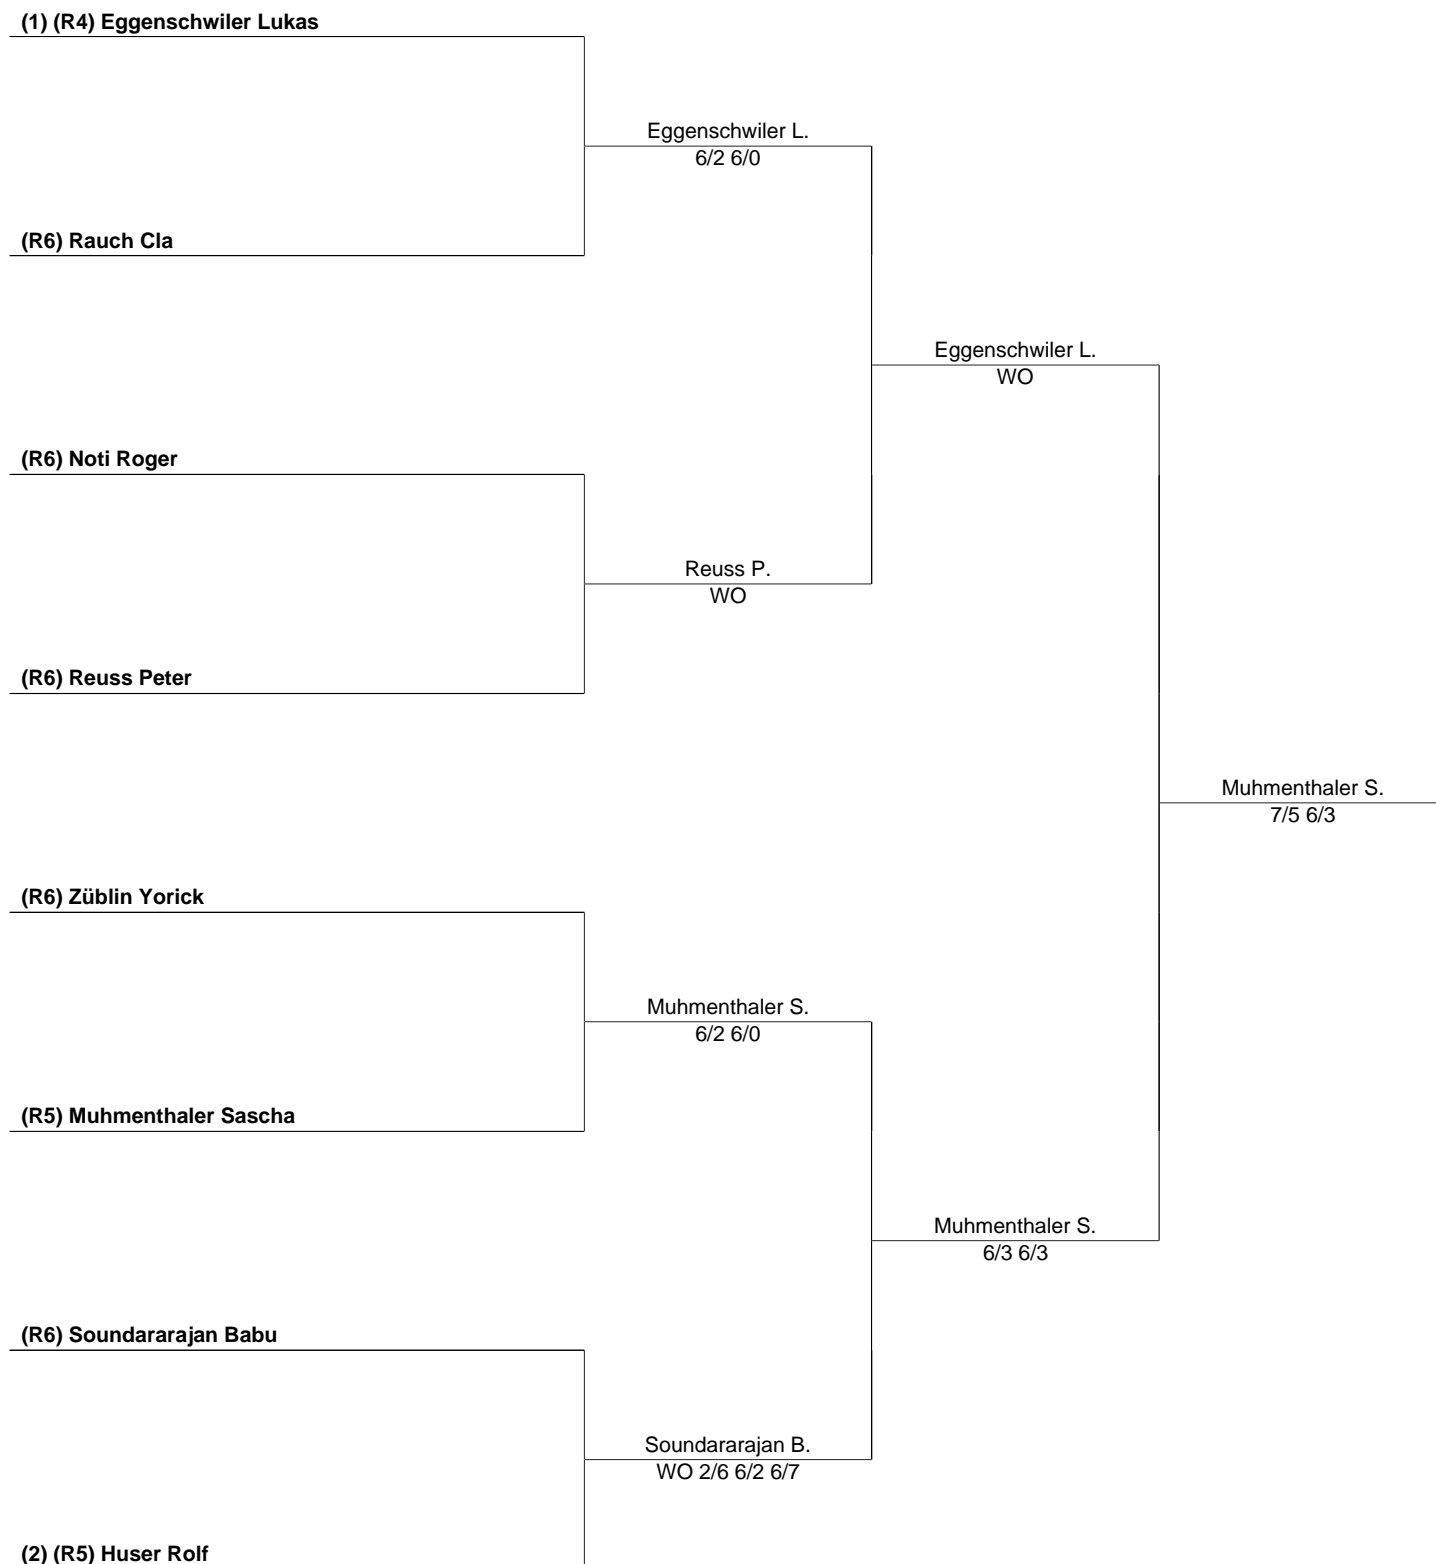 (1) (R4) Eggenschwiler Lukas
Eggenschwiler L.
6/2 6/0
(R6) Rauch Cla
Eggenschwiler L.
WO
(R6) Noti Roger
Reuss P.
WO
(R6) Reuss Peter
Muhmenthaler S.
7/5 6/3
(R6) Züblin Yorick
Muhmenthaler S.
6/2 6/0
(R5) Muhmenthaler Sascha
Muhmenthaler S.
6/3 6/3
(R6) Soundararajan Babu
Soundararajan B.
WO 2/6 6/2 6/7
(2) (R5) Huser Rolf